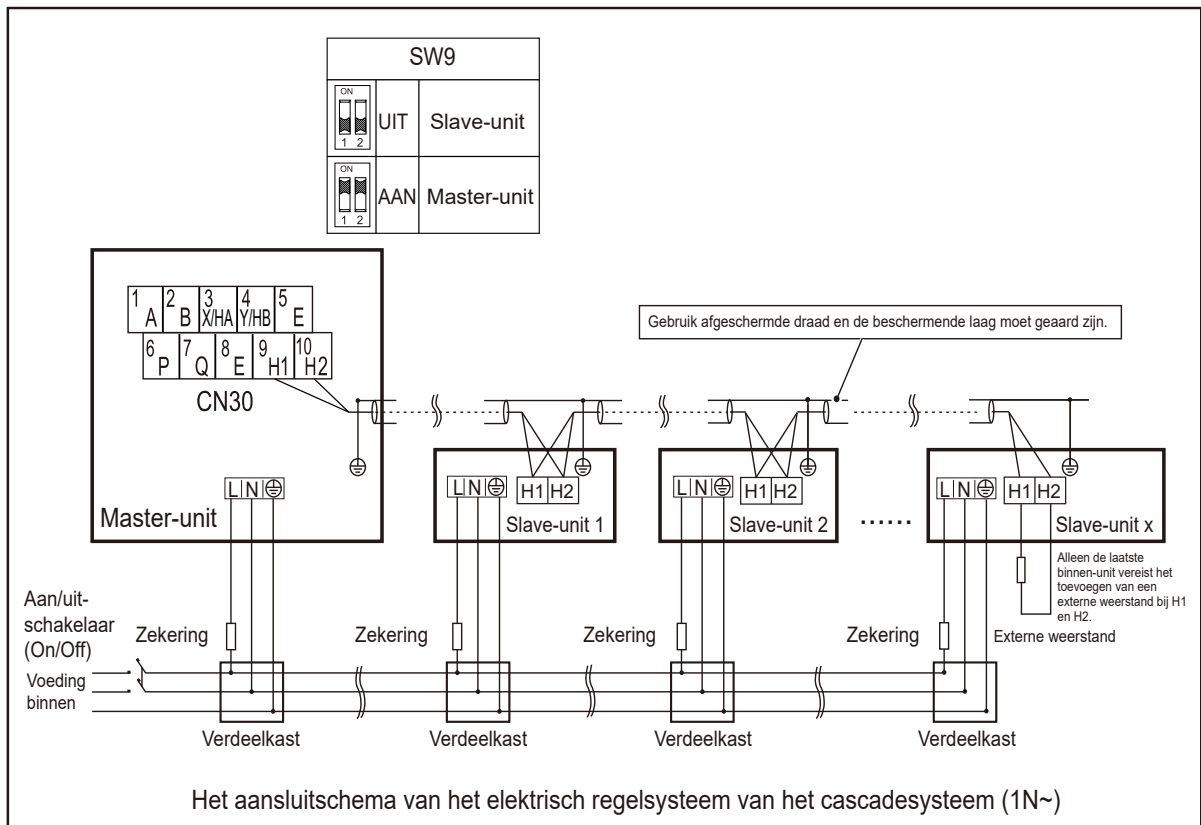 SW9
ON
1 2
UIT
Slave-unit
ON
1 2
AAN
Master-unit
1 A 2 B 3 X/HA 4 Y/HB 5 E
6 P 7 Q 8 E 9 H1 10 H2
CN30
Gebruik afgeschermde draad en de beschermende laag moet geaard zijn.
L N
Master-unit
L N
H1 H2
Slave-unit 1
L N
H1 H2
Slave-unit 2
......
L N
H1 H2
Slave-unit x
Alleen de laatste
binnen-unit vereist het
toevoegen van een
externe weerstand bij H1
en H2.
Externe weerstand
Aan/uit-
schakelaar
(On/Off)
Voeding
binnen
Zekering
Zekering
Zekering
Zekering
Verdeelkast
Verdeelkast
Verdeelkast
Verdeelkast
Het aansluitschema van het elektrisch regelsysteem van het cascadesysteem (1N~)